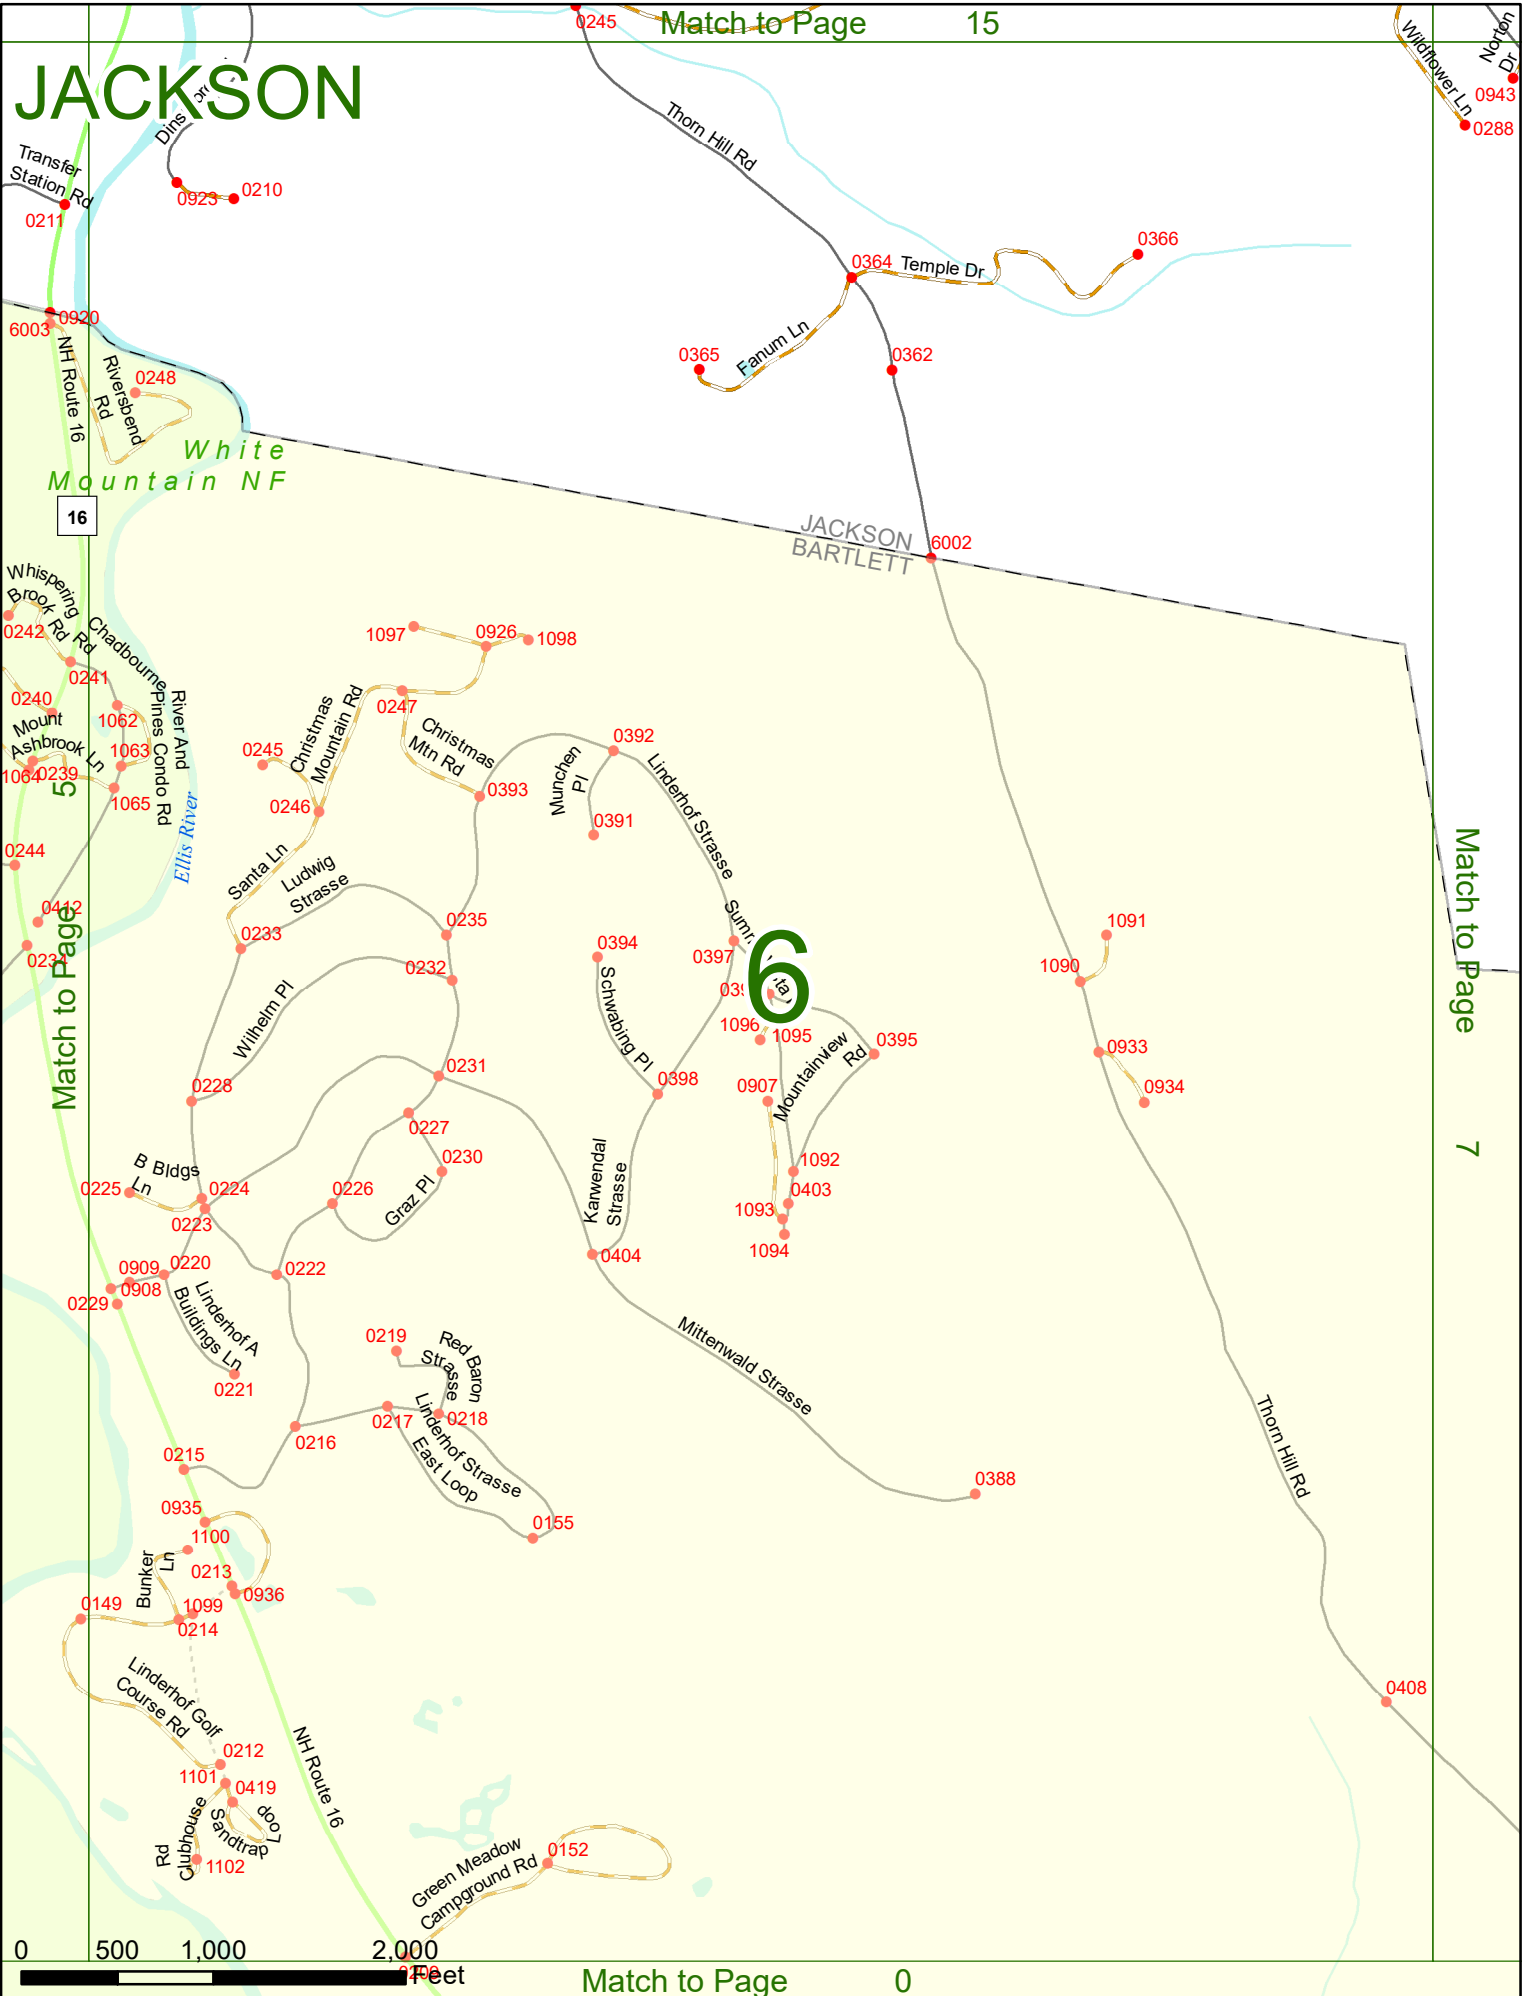 0245
Match to Page 15
Wildflower Ln
Norton
Dr
0943
0288
JACKSON
Thorn Hill Rd
Transfer
Station Rd
0211
0923
0210
0366
0364
Temple Dr
0920
6003
Fanum Ln
0365
0362
NH Route 16
Riversbend
Rd
0248
White
Mountain NF
16
JACKSON
BARTLETT
6002
Whispering
Brook Rd
0242
Chadbourne
Rd
0241
1097
0926
1098
0240
1062
River And
Pines Condo Rd
0247
Christmas
Mountain Rd
Christmas
Mtn Rd
Mount
Ashbrook Ln
1063
1064
0239
1065
0245
0246
0393
Munchen
Pl
0392
0391
Linderhof Strasse
5
Ellis River
0244
Santa Ln
Ludwig
Strasse
0412
0234
Match to Page
0233
0235
0232
0394
0397
6
1091
1090
Match to Page
7
Wilhelm Pl
Schwabing Pl
1096
1095
0395
Mountainview
Rd
0933
0934
0228
0231
0398
0907
0227
0230
B Bldgs
Ln
0225
0224
0223
0226
Graz Pl
Karwendal
Strasse
1092
0403
1093
1094
0404
0909
0908
0220
0229
0222
Linderhof A
Buildings Ln
0221
0219
Red Baron
Strasse
Mittenwald Strasse
0217
0218
0216
Linderhof Strasse
East Loop
Thorn Hill Rd
0215
0388
0935
0155
1100
Bunker
Ln
0213
0936
0149
1099
0214
Linderhof Golf
Course Rd
0408
NH Route 16
0212
1101
0419
Clubhouse
Rd
Sandtrap
Loop
1102
Green Meadow
Campground Rd
0152
0 500 1,000 2,000
Feet
Match to Page 0